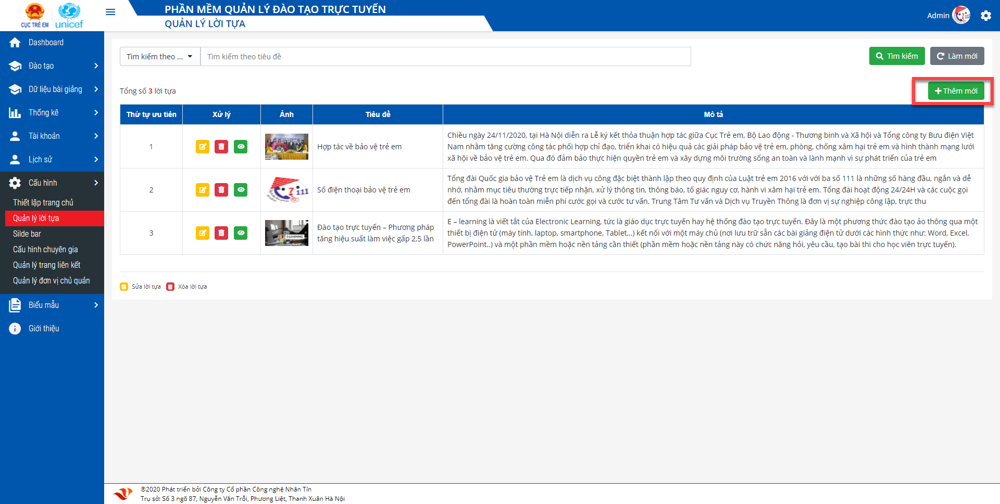 CỤC TRẺ EM
unicef
PHẦN MỀM QUẢN LÝ ĐÀO TẠO TRỰC TUYẾN
QUẢN LÝ LỜI TỰA
Admin
Dashboard
Đào tạo
Dữ liệu bài giảng
Thống kê
Tài khoản
Lịch sử
Cấu hình
Thiết lập trang chủ
Quản lý lời tựa
Silde bar
Cấu hình chuyên gia
Quản lý trang liên kết
Quản lý đơn vị chủ quản
Biểu mẫu
Giới thiệu
Tìm kiếm theo ...
Tìm kiếm theo tiêu đề
Tìm kiếm
Làm mới
Tổng số 3 lời tựa
Thêm mới
Thứ tự ưu tiên
Xử lý
Ảnh
Tiêu đề
Mô tả
1
Hợp tác về bảo vệ trẻ em
Chiều ngày 24/11/2020, tại Hà Nội diễn ra Lễ ký kết thỏa thuận hợp tác giữa Cục Trẻ em, Bộ Lao động - Thương binh và Xã hội và Tổng công ty Bưu điện Việt
Nam nhằm tăng cường công tác phối hợp chỉ đạo, triển khai có hiệu quả các giải pháp bảo vệ trẻ em, phòng, chống xâm hại trẻ em và hình thành mạng lưới
xã hội về bảo vệ trẻ em. Qua đó đảm bảo thực hiện quyền trẻ em và xây dựng môi trường sống an toàn và lành mạnh vì sự phát triển của trẻ em
2
111
Số điện thoại bảo vệ trẻ em
Tổng đài Quốc gia bảo vệ Trẻ em là dịch vụ công đặc biệt thành lập theo quy định của Luật trẻ em 2016 với với ba số 111 là những số hàng đầu, ngắn và dễ
nhớ, nhằm mục tiêu thường trực tiếp nhận, xử lý thông tin, thông báo, tố giác nguy cơ, hành vi xâm hại trẻ em. Tổng đài hoạt động 24/24H và các cuộc gọi
đến tổng đài là hoàn toàn miễn phí cước gọi và cước tư vấn. Trung Tâm Tư vấn và Dịch vụ Truyền Thông là đơn vị sự nghiệp công lập, trực thu
3
E-LEARNING
Đào tạo trực tuyến – Phương pháp
tăng hiệu suất làm việc gấp 2,5 lần
E – learning là viết tắt của Electronic Learning, tức là giáo dục trực tuyến hay hệ thống đào tạo trực tuyến. Đây là một phương thức đào tạo ảo thông qua một
thiết bị điện tử (máy tính, laptop, smartphone, Tablet,..) kết nối với một máy chủ (nơi lưu trữ sẵn các bài giảng điện tử dưới các hình thức như: Word, Excel,
PowerPoint..) và một phần mềm hoặc nền tảng cần thiết (phần mềm hoặc nền tảng này có chức năng hỏi, yêu cầu, tạo bài thi cho học viên trực tuyến).
Sửa lời tựa
Xóa lời tựa
©2020 Phát triển bởi Công ty Cổ phần Công nghệ Nhân Tín
Trụ sở: Số 3 ngõ 87, Nguyễn Văn Trỗi, Phương Liệt, Thanh Xuân Hà Nội